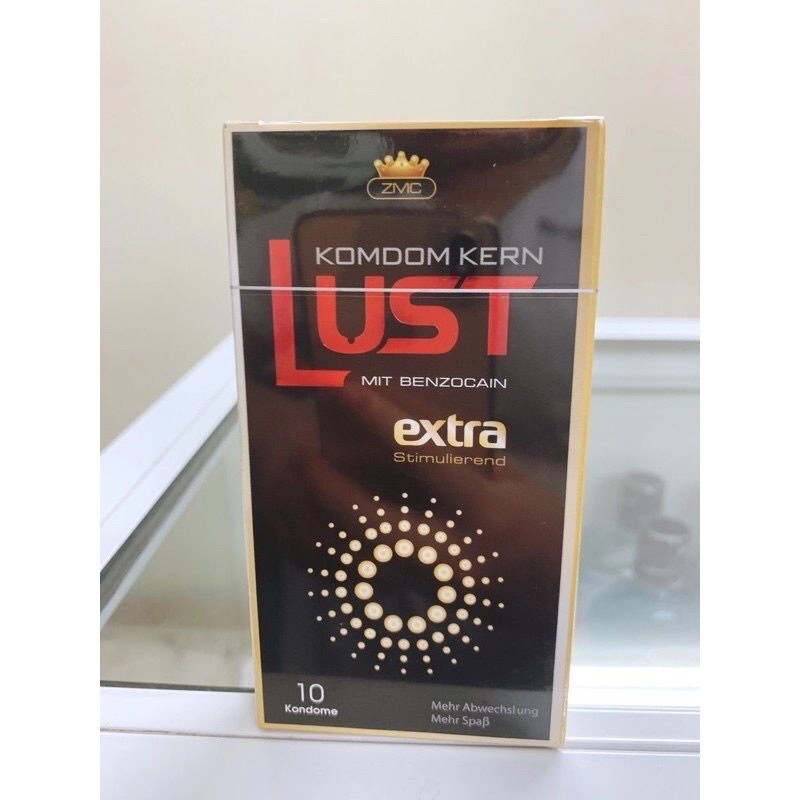 ZMC
KOMDOM KERN
LUST
MIT BENZOCAIN
extra
Stimulierend
10
Kondome
Mehr Abwechslung
Mehr Spaß